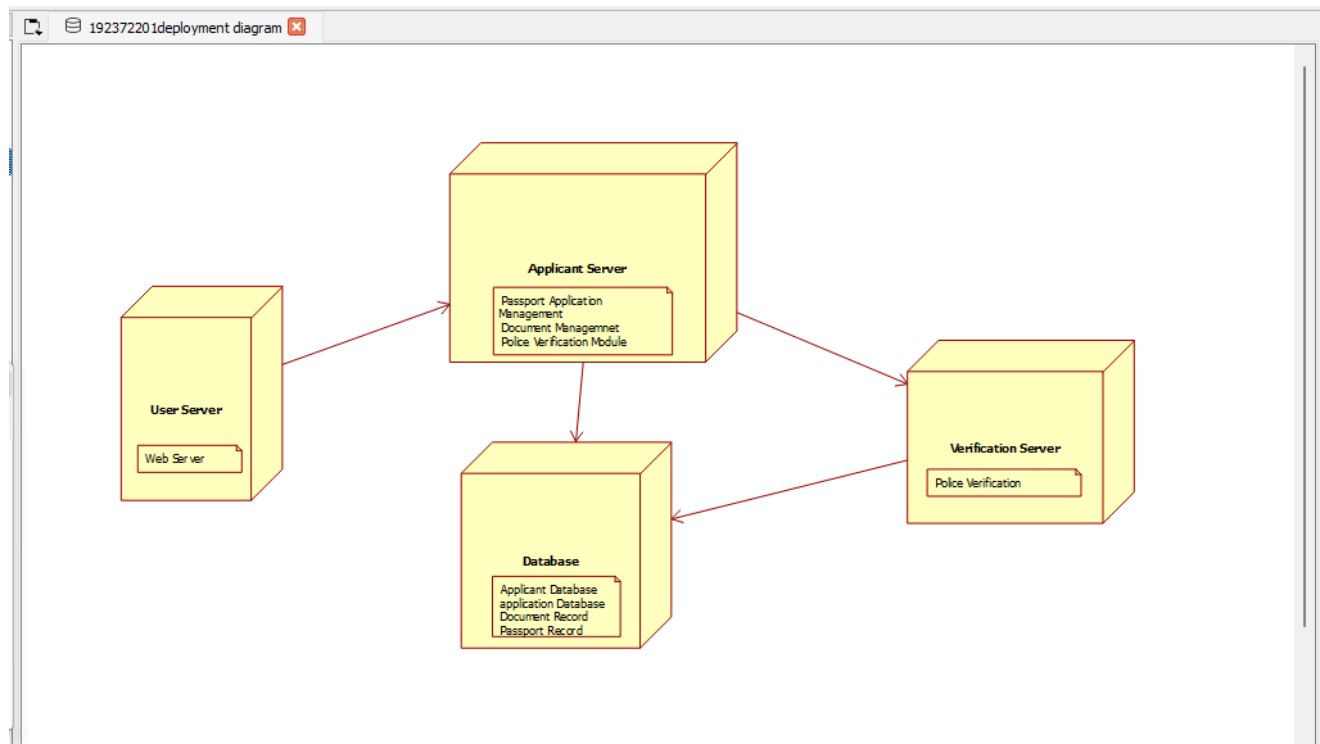 192372201deployment diagram
Applicant Server
Passport Application
Management
Document Managemnet
Police Verification Module
User Server
Web Server
Verification Server
Police Verification
Database
Applicant Database
application Database
Document Record
Passport Record